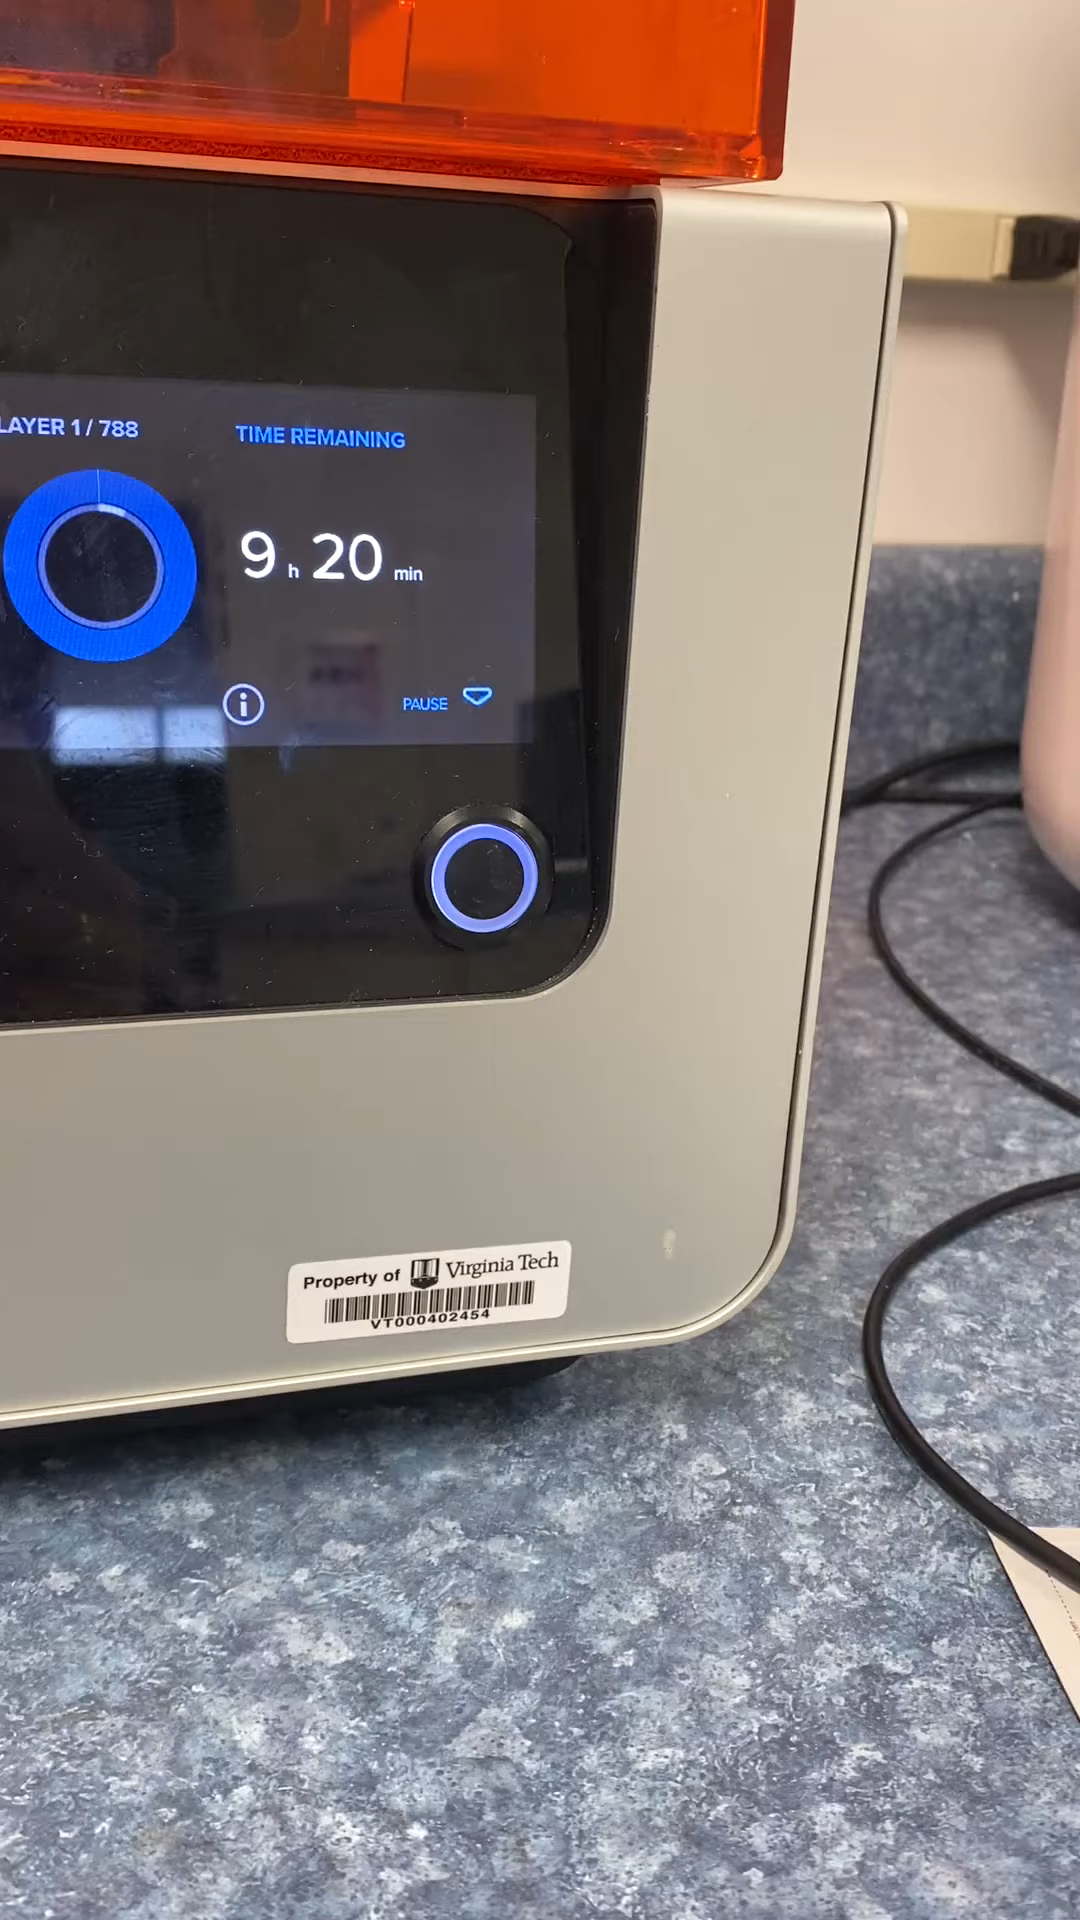 LAYER 1 / 788
TIME REMAINING
9 h 20 min
i
PAUSE
Property of Virginia Tech
VT000402454